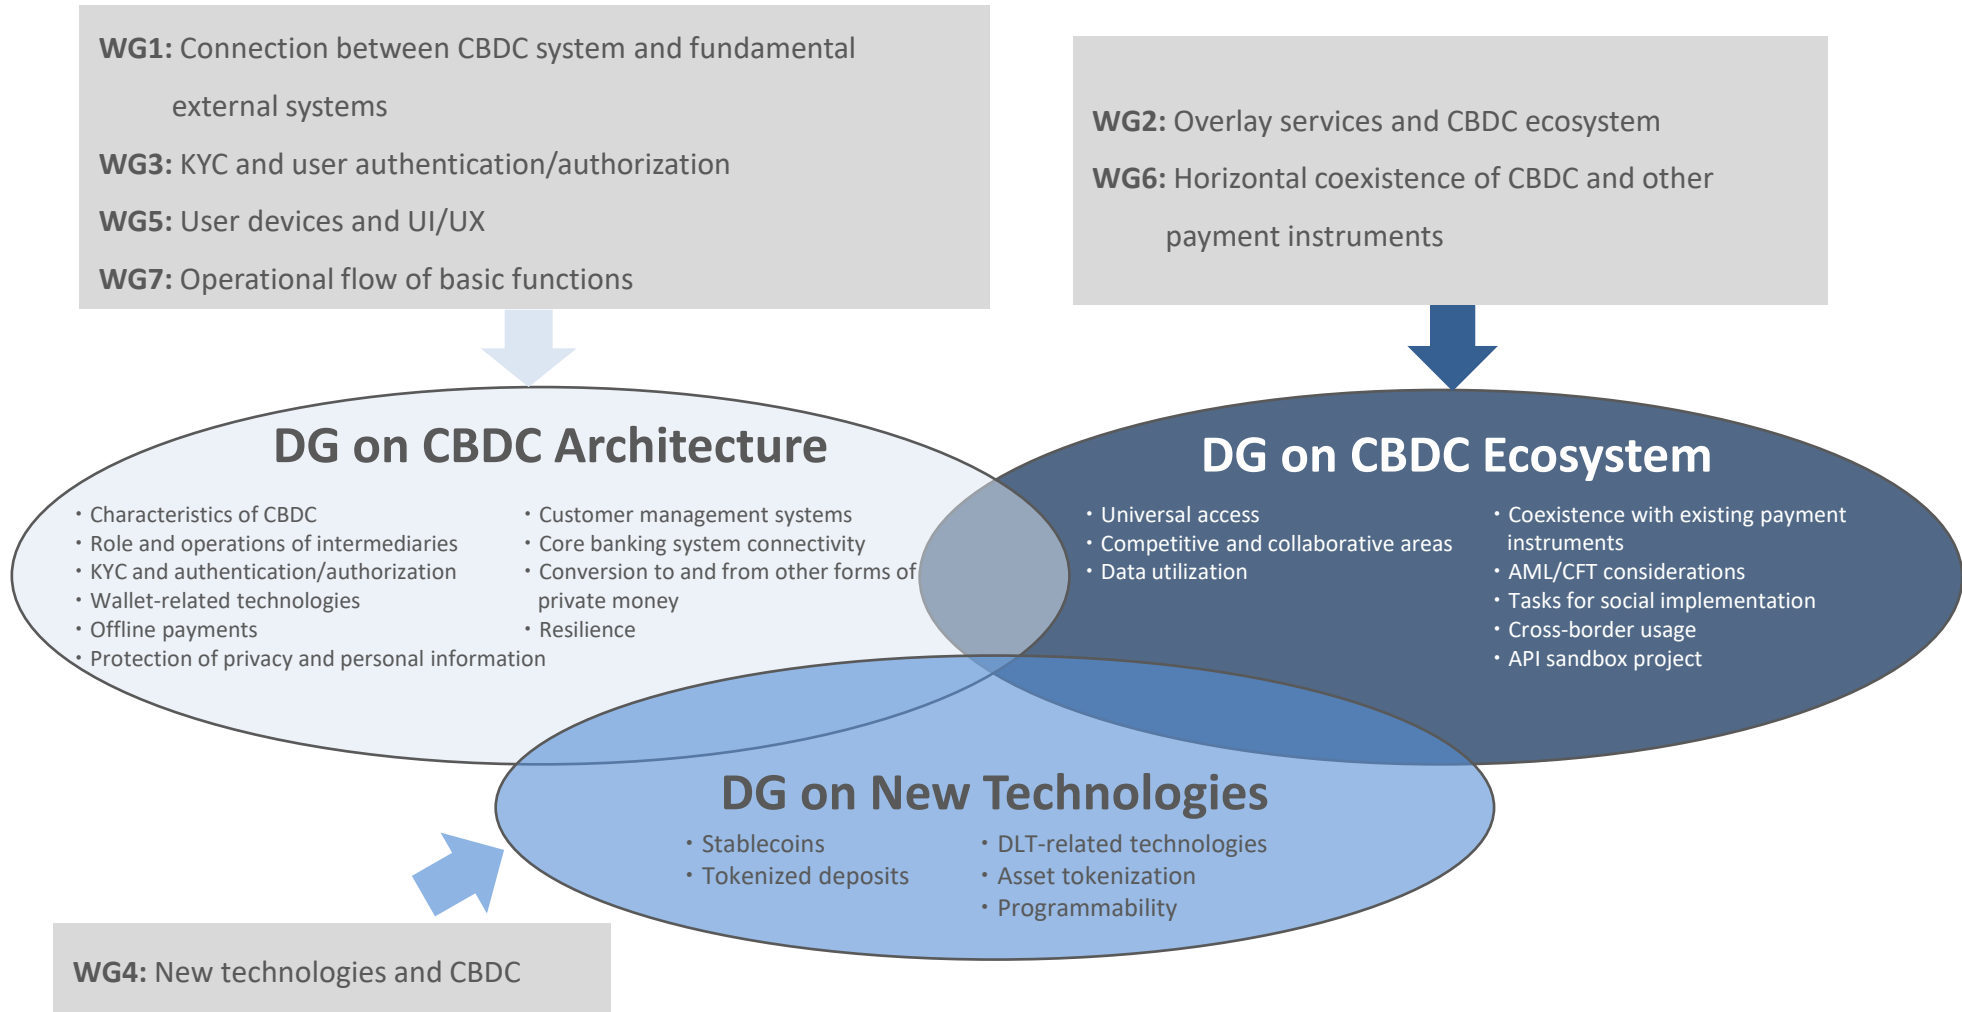 WG1: Connection between CBDC system and fundamental
external systems
WG3: KYC and user authentication/authorization
WG5: User devices and UI/UX
WG7: Operational flow of basic functions
WG2: Overlay services and CBDC ecosystem
WG6: Horizontal coexistence of CBDC and other
payment instruments
DG on CBDC Architecture
・Characteristics of CBDC
・Role and operations of intermediaries
・KYC and authentication/authorization
・Wallet-related technologies
・Offline payments
・Protection of privacy and personal information
・Customer management systems
・Core banking system connectivity
・Conversion to and from other forms of
private money
・Resilience
DG on CBDC Ecosystem
・Universal access
・Competitive and collaborative areas
・Data utilization
・Coexistence with existing payment
instruments
・AML/CFT considerations
・Tasks for social implementation
・Cross-border usage
・API sandbox project
DG on New Technologies
・Stablecoins
・Tokenized deposits
・DLT-related technologies
・Asset tokenization
・Programmability
WG4: New technologies and CBDC